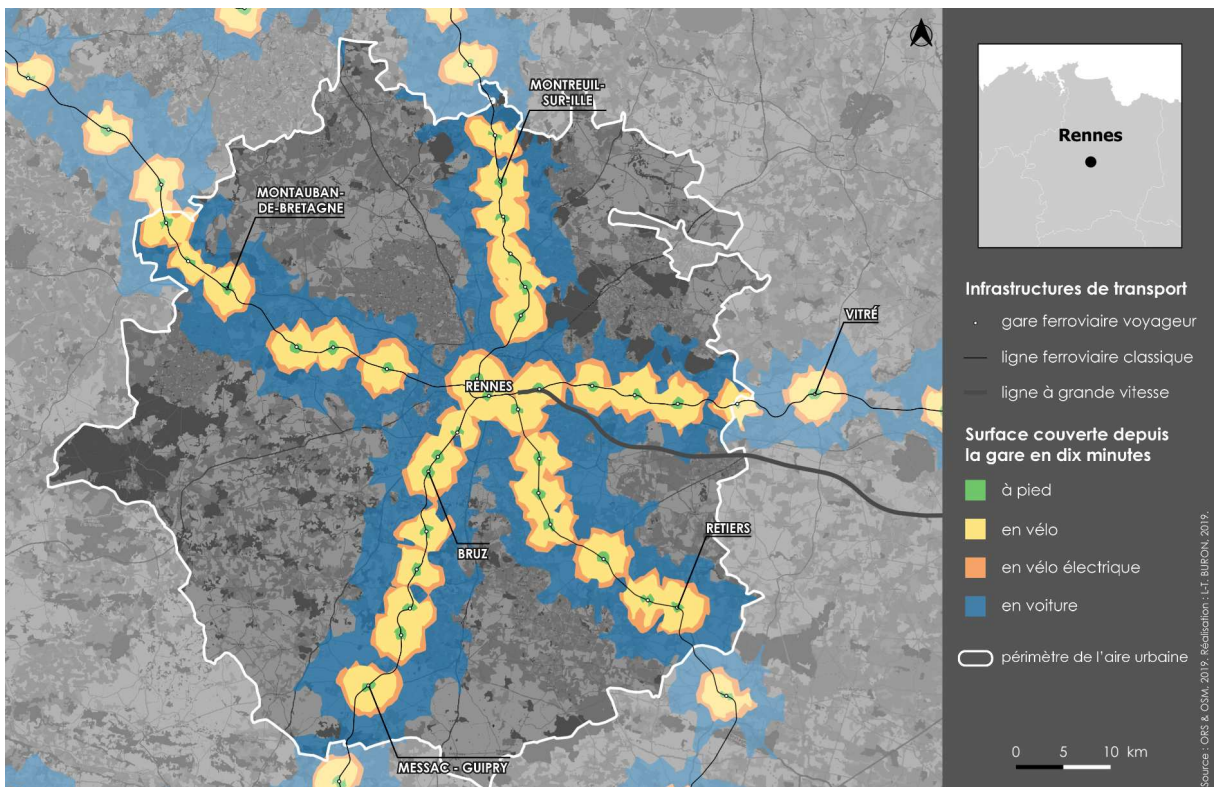 MONTREUIL-
SUR-ILLE
MONTAUBAN-
DE-BRETAGNE
VITRÉ
RENNES
RETIERS
BRUZ
MESSAC - GUIPRY
Rennes
Infrastructures de transport
gare ferroviaire voyageur
ligne ferroviaire classique
ligne à grande vitesse
Surface couverte depuis
la gare en dix minutes
à pied
en vélo
en vélo électrique
en voiture
périmètre de l'aire urbaine
0 5 10 km
Source : ORS & OSM, 2019. Réalisation : L-T. BURON, 2019.